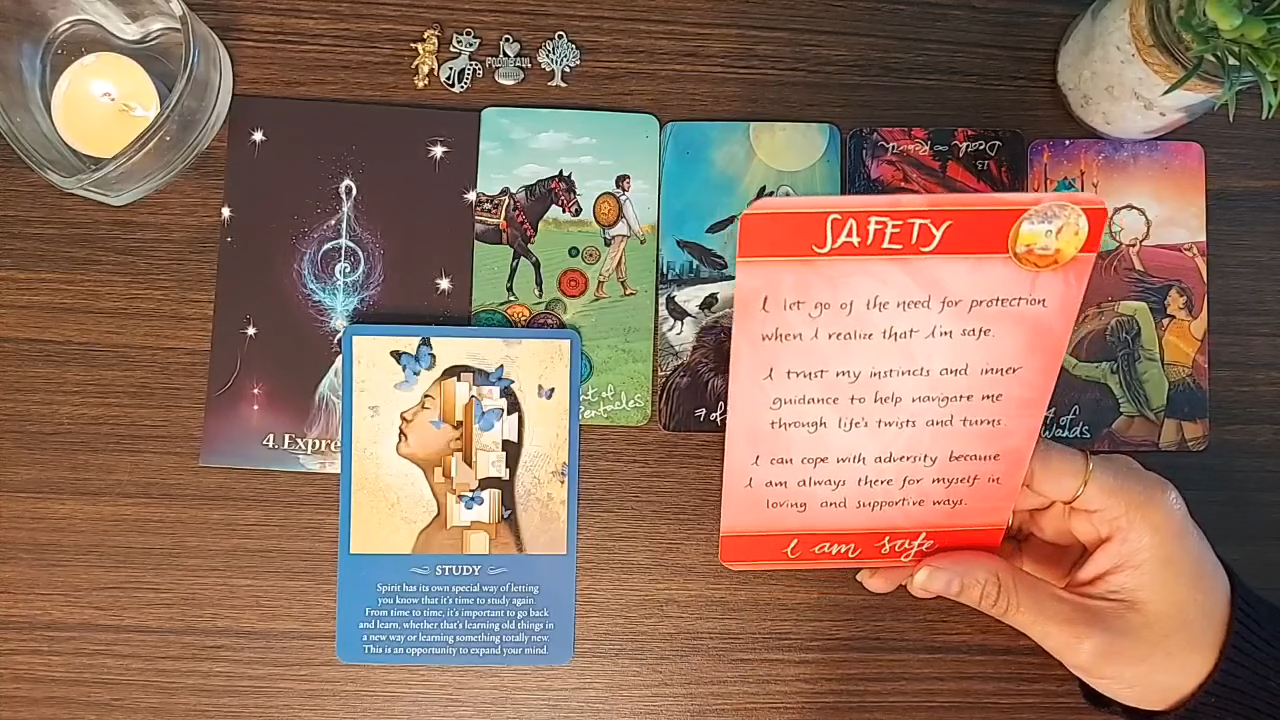 FOOTBALL
13
Death ∞ Rebirth
SAFETY
I let go of the need for protection
when I realize that I'm safe.
I trust my instincts and inner
guidance to help navigate me
through life's twists and turns.
I can cope with adversity because
I am always there for myself in
loving and supportive ways.
I am safe
4. Expre
of
Pentacles
7 of
4 of
Wands
STUDY
Spirit has its own special way of letting
you know that it's time to study again.
From time to time, it's important to go back
and learn, whether that's learning old things in
a new way or learning something totally new.
This is an opportunity to expand your mind.